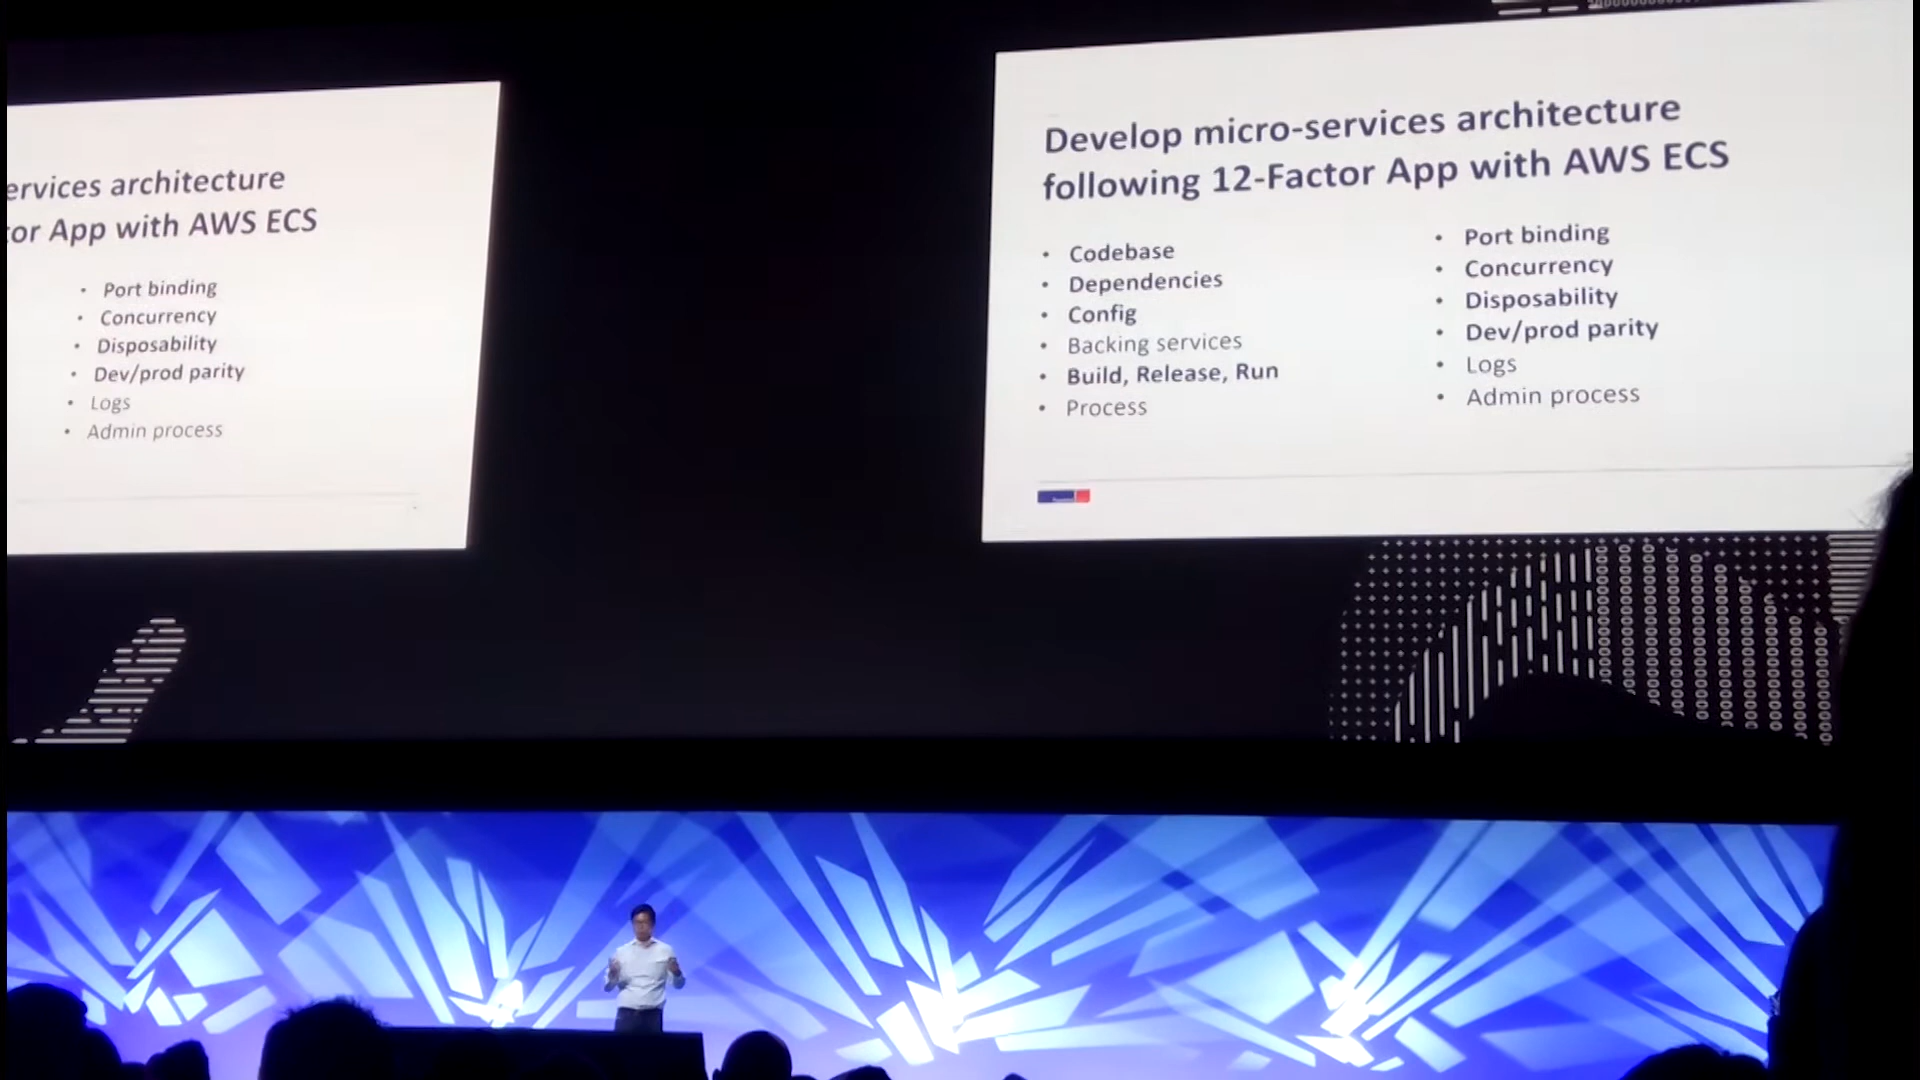 ervices architecture
or App with AWS ECS
• Port binding
• Concurrency
• Disposability
• Dev/prod parity
• Logs
• Admin process
Develop micro-services architecture
following 12-Factor App with AWS ECS
• Codebase
• Dependencies
• Config
• Backing services
• Build, Release, Run
• Process
• Port binding
• Concurrency
• Disposability
• Dev/prod parity
• Logs
• Admin process